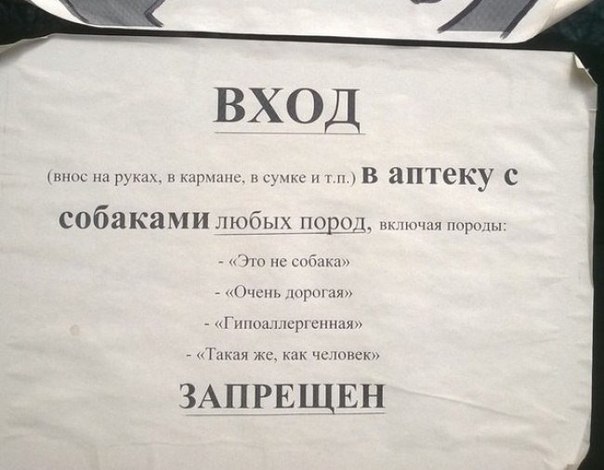 ВХОД
(внос на руках, в кармане, в сумке и т.п.) в аптеку с
собаками любых пород, включая породы:
- «Это не собака»
- «Очень дорогая»
- «Гипоаллергенная»
- «Такая же, как человек»
ЗАПРЕЩЕН